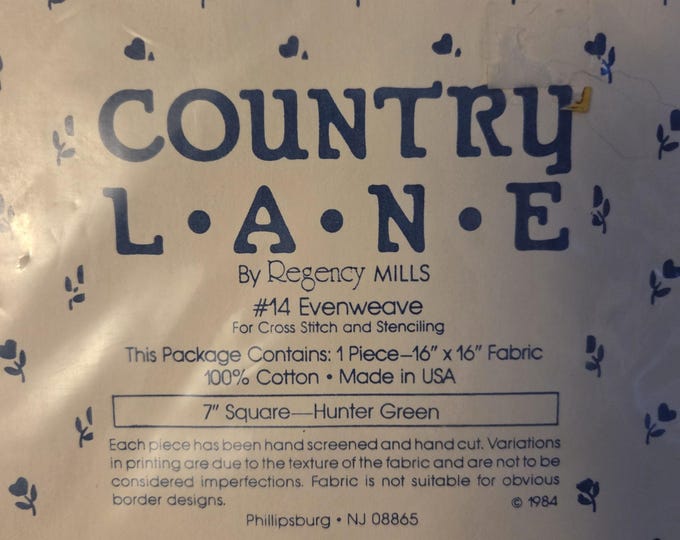 COUNTRY
L•A•N•E
By Regency MILLS
#14 Evenweave
For Cross Stitch and Stenciling
This Package Contains: 1 Piece–16" x 16" Fabric
100% Cotton • Made in USA
7" Square—Hunter Green
Each piece has been hand screened and hand cut. Variations
in printing are due to the texture of the fabric and are not to be
considered imperfections. Fabric is not suitable for obvious
border designs. © 1984
Phillipsburg • NJ 08865